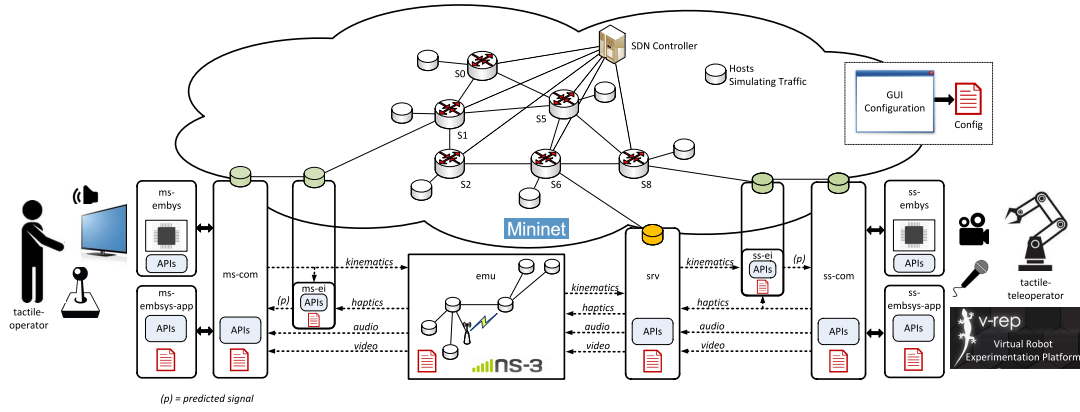 SDN Controller
S0
Hosts
Simulating Traffic
GUI
Configuration
Config
S1
S5
S2
S6
S8
Mininet
ms-
embys
APIs
ms-
embsys-app
APIs
ms-com
APIs
kinematics
ms-ei
APIs
(p)
haptics
audio
video
emu
ns-3
kinematics
haptics
audio
video
srv
APIs
kinematics
ss-ei
APIs
(p)
haptics
audio
video
ss-com
APIs
ss-
embys
APIs
ss-
embsys-app
APIs
tactile-
operator
tactile-
teleoperator
v-rep
Virtual Robot
Experimentation Platform
(p) = predicted signal